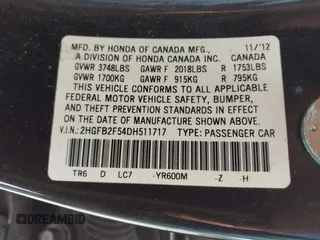 MFD. BY HONDA OF CANADA MFG., 11/'12
A DIVISION OF HONDA CANADA INC. CANADA
GVWR 3748LBS GAWR F 2018LBS R 1753LBS
GVWR 1700KG GAWR F 915KG R 795KG
THIS VEHICLE CONFORMS TO ALL APPLICABLE
FEDERAL MOTOR VEHICLE SAFETY, BUMPER,
AND THEFT PREVENTION STANDARDS IN EFFECT ON
THE DATE OF MANUFACTURE SHOWN ABOVE.
V.I.N: 2HGFB2F54DH511717 TYPE: PASSENGER CAR
TR6 D LC7 -YR600M -Z -H
DREAMBID